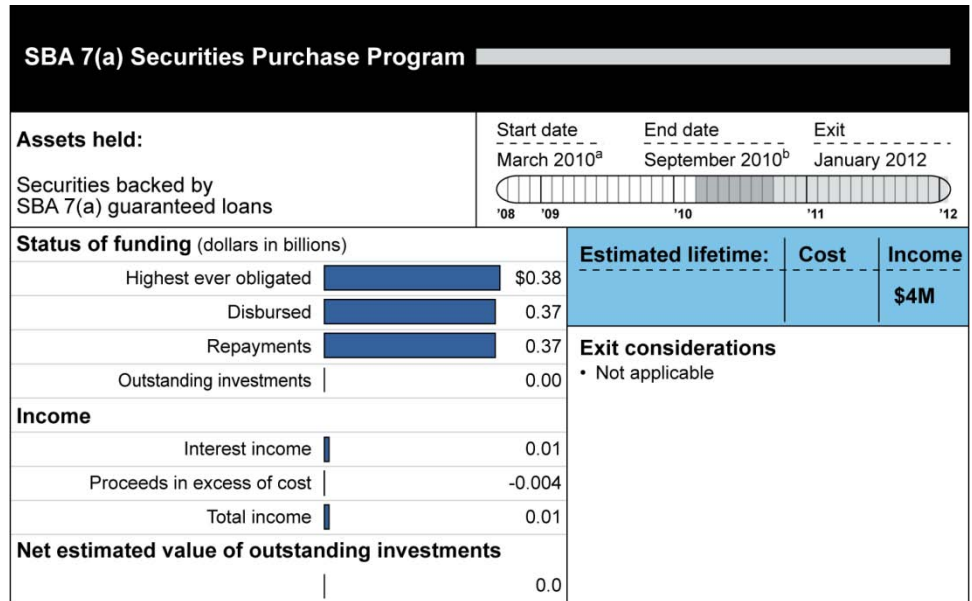 SBA 7(a) Securities Purchase Program
Assets held:
Securities backed by
SBA 7(a) guaranteed loans
Start date End date Exit
March 2010a September 2010b January 2012
'08 '09 '10 '11 '12
Status of funding (dollars in billions)
Highest ever obligated $0.38
Disbursed 0.37
Repayments 0.37
Outstanding investments 0.00
Income
Interest income 0.01
Proceeds in excess of cost -0.004
Total income 0.01
Net estimated value of outstanding investments
0.0
Estimated lifetime: Cost Income
$4M
Exit considerations
• Not applicable